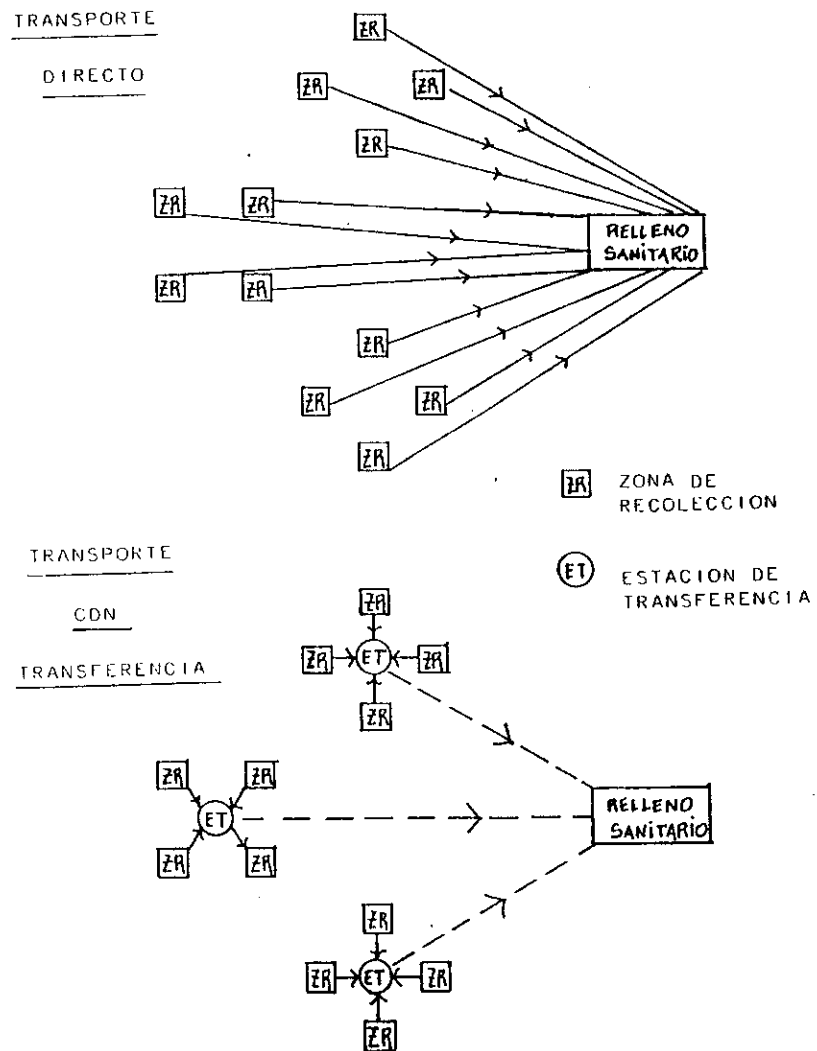 TRANSPORTE
DIRECTO
ZR
ZR
ZR
ZR
ZR
ZR
RELLENO
SANITARIO
ZR
ZR
ZR
ZR
ZR
ZR
ZR ZONA DE
RECOLECCION
ET ESTACION DE
TRANSFERENCIA
TRANSPORTE
CON
TRANSFERENCIA
ZR
ZR ET ZR
ZR
ZR ZR
ET
ZR ZR
RELLENO
SANITARIO
ZR
ZR ET ZR
ZR